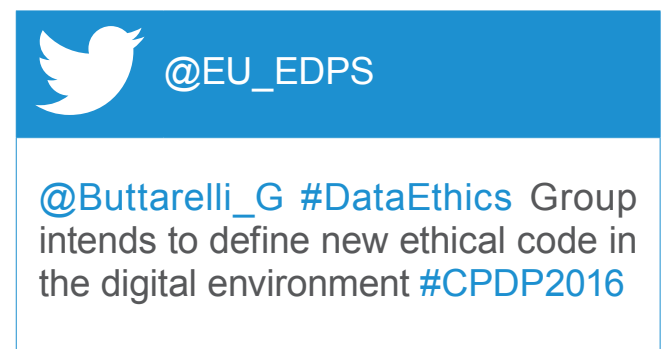 @EU_EDPS
@Buttarelli_G #DataEthics Group
intends to define new ethical code in
the digital environment #CPDP2016